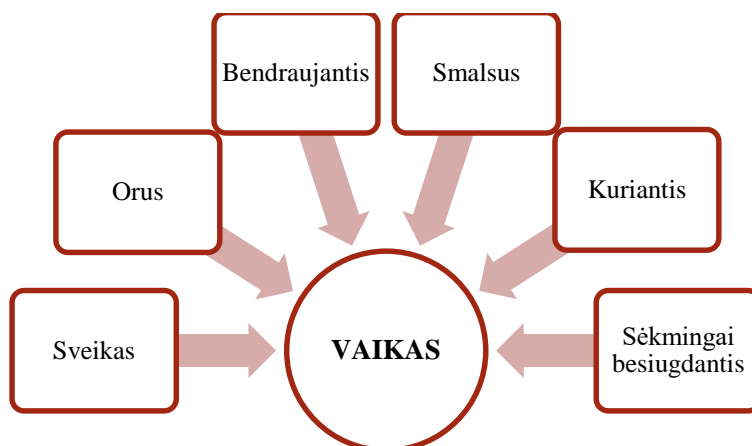 Bendraujantis
Smalsus
Orus
Kuriantis
Sveikas
VAIKAS
Sėkmingai
besiugdantis